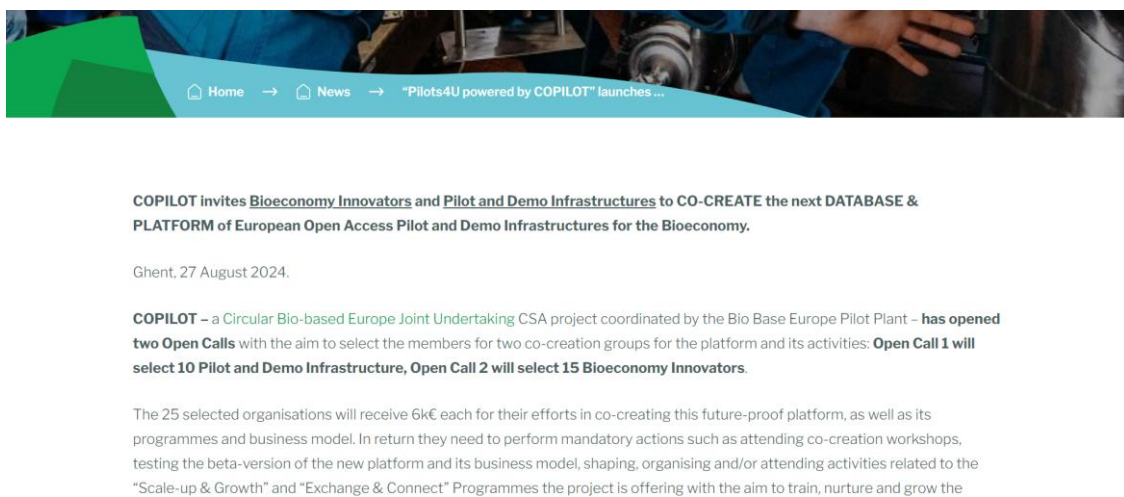 Home → News → “Pilots4U powered by COPILOT” launches ...
COPILOT invites Bioeconomy Innovators and Pilot and Demo Infrastructures to CO-CREATE the next DATABASE &
PLATFORM of European Open Access Pilot and Demo Infrastructures for the Bioeconomy.
Ghent, 27 August 2024.
COPILOT – a Circular Bio-based Europe Joint Undertaking CSA project coordinated by the Bio Base Europe Pilot Plant – has opened
two Open Calls with the aim to select the members for two co-creation groups for the platform and its activities: Open Call 1 will
select 10 Pilot and Demo Infrastructure, Open Call 2 will select 15 Bioeconomy Innovators.
The 25 selected organisations will receive 6k€ each for their efforts in co-creating this future-proof platform, as well as its
programmes and business model. In return they need to perform mandatory actions such as attending co-creation workshops,
testing the beta-version of the new platform and its business model, shaping, organising and/or attending activities related to the
“Scale-up & Growth” and “Exchange & Connect” Programmes the project is offering with the aim to train, nurture and grow the